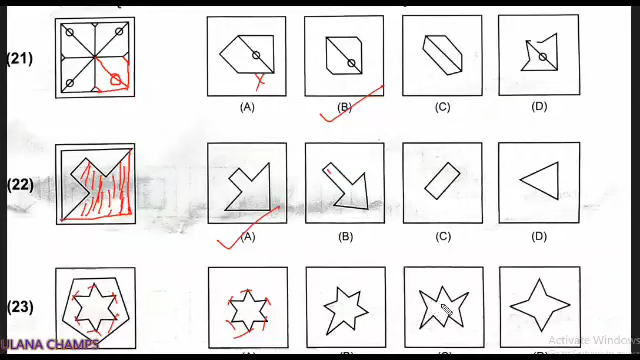 (21)
(A)
(B)
(C)
(D)
(22)
(A)
(B)
(C)
(D)
(23)
(A)
(B)
ULANA CHAMPS
Activate Windows